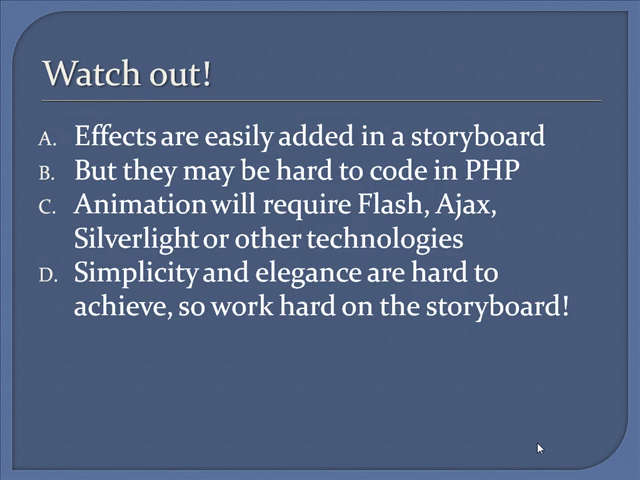 Watch out!
A. Effects are easily added in a storyboard
B. But they may be hard to code in PHP
C. Animation will require Flash, Ajax,
Silverlight or other technologies
D. Simplicity and elegance are hard to
achieve, so work hard on the storyboard!